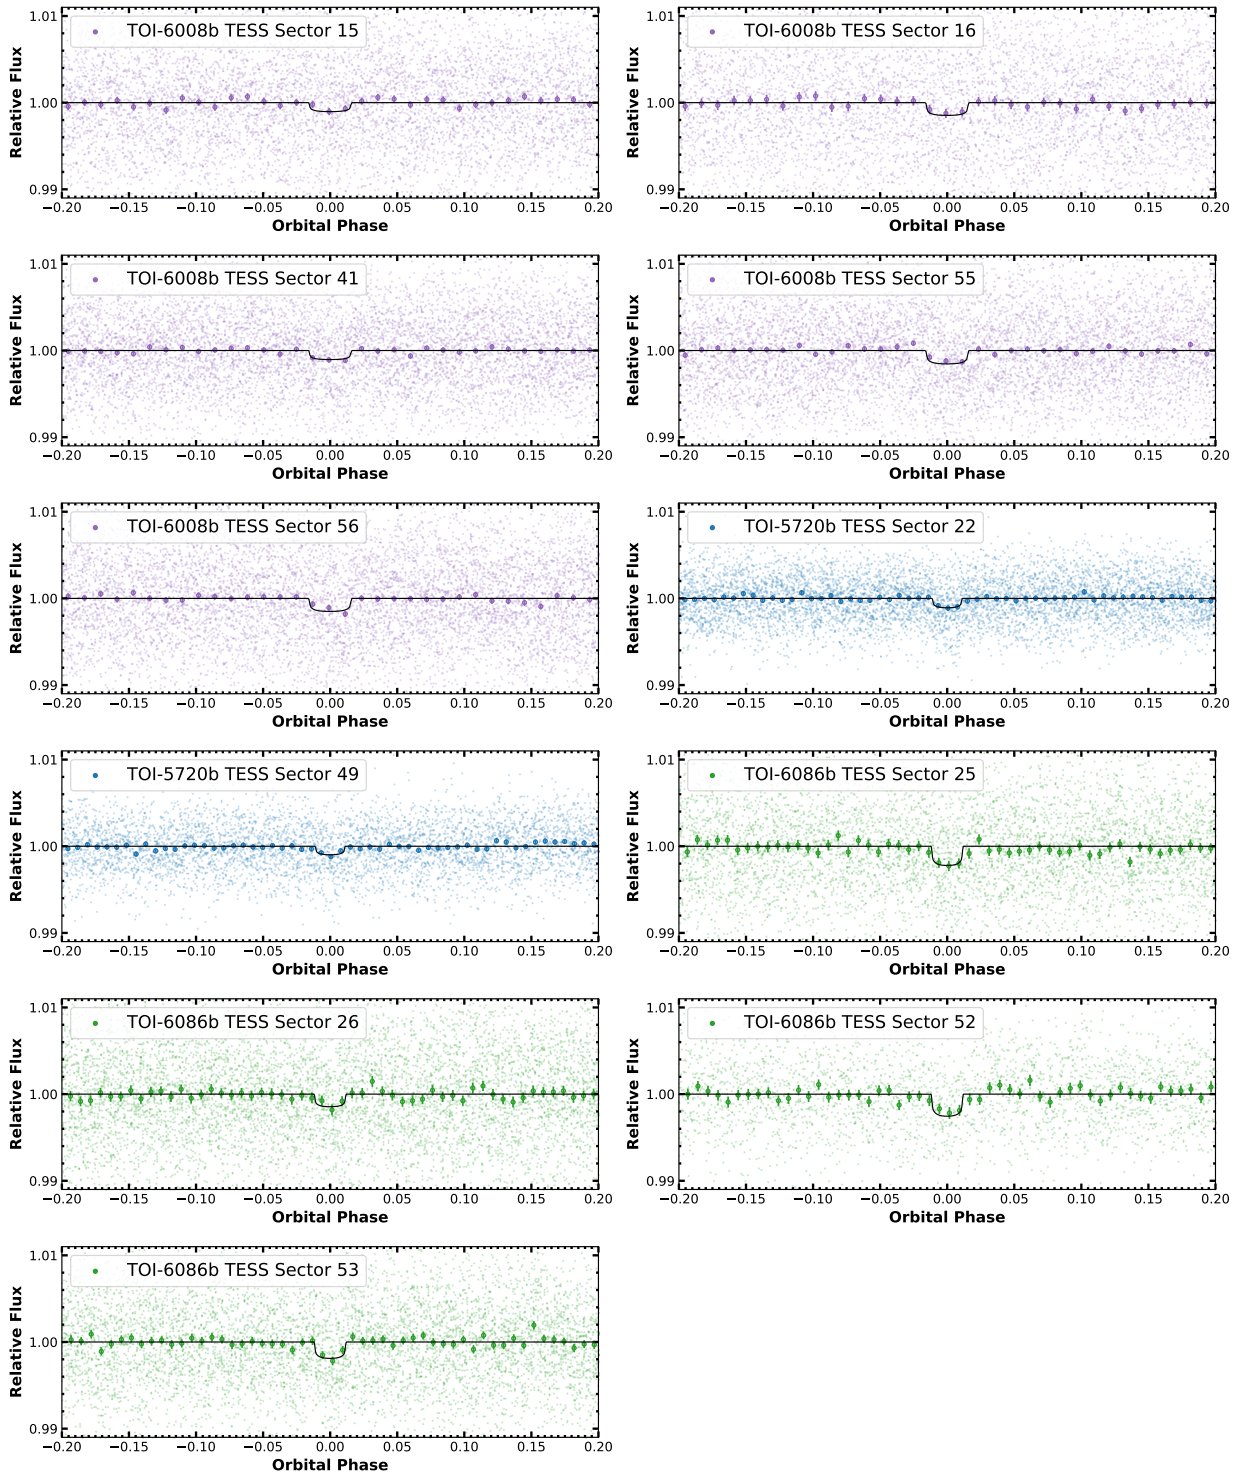 TOI-6008b TESS Sector 15
Relative Flux
1.01
1.00
0.99
−0.20 −0.15 −0.10 −0.05 0.00 0.05 0.10 0.15 0.20
Orbital Phase
TOI-6008b TESS Sector 16
Relative Flux
1.01
1.00
0.99
−0.20 −0.15 −0.10 −0.05 0.00 0.05 0.10 0.15 0.20
Orbital Phase
TOI-6008b TESS Sector 41
Relative Flux
1.01
1.00
0.99
−0.20 −0.15 −0.10 −0.05 0.00 0.05 0.10 0.15 0.20
Orbital Phase
TOI-6008b TESS Sector 55
Relative Flux
1.01
1.00
0.99
−0.20 −0.15 −0.10 −0.05 0.00 0.05 0.10 0.15 0.20
Orbital Phase
TOI-6008b TESS Sector 56
Relative Flux
1.01
1.00
0.99
−0.20 −0.15 −0.10 −0.05 0.00 0.05 0.10 0.15 0.20
Orbital Phase
TOI-5720b TESS Sector 22
Relative Flux
1.01
1.00
0.99
−0.20 −0.15 −0.10 −0.05 0.00 0.05 0.10 0.15 0.20
Orbital Phase
TOI-5720b TESS Sector 49
Relative Flux
1.01
1.00
0.99
−0.20 −0.15 −0.10 −0.05 0.00 0.05 0.10 0.15 0.20
Orbital Phase
TOI-6086b TESS Sector 25
Relative Flux
1.01
1.00
0.99
−0.20 −0.15 −0.10 −0.05 0.00 0.05 0.10 0.15 0.20
Orbital Phase
TOI-6086b TESS Sector 26
Relative Flux
1.01
1.00
0.99
−0.20 −0.15 −0.10 −0.05 0.00 0.05 0.10 0.15 0.20
Orbital Phase
TOI-6086b TESS Sector 52
Relative Flux
1.01
1.00
0.99
−0.20 −0.15 −0.10 −0.05 0.00 0.05 0.10 0.15 0.20
Orbital Phase
TOI-6086b TESS Sector 53
Relative Flux
1.01
1.00
0.99
−0.20 −0.15 −0.10 −0.05 0.00 0.05 0.10 0.15 0.20
Orbital Phase